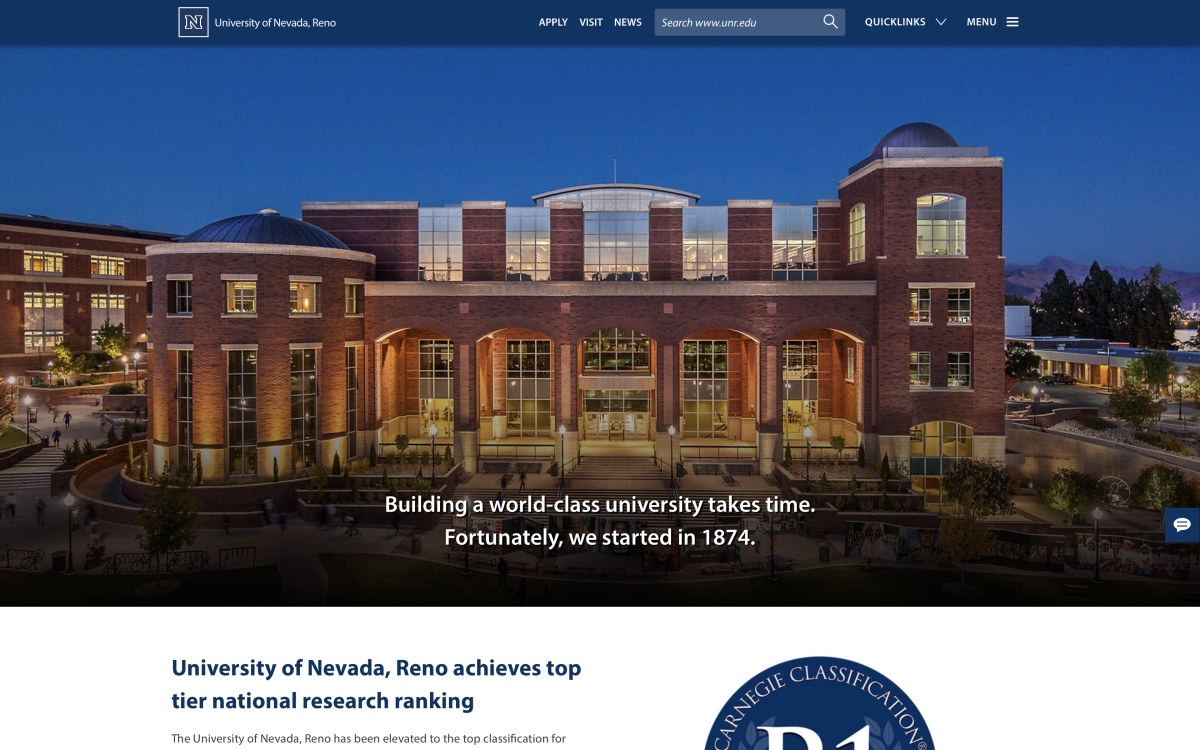 N University of Nevada, Reno
APPLY VISIT NEWS Search www.unr.edu QUICKLINKS MENU
Building a world-class university takes time.
Fortunately, we started in 1874.
University of Nevada, Reno achieves top
tier national research ranking
The University of Nevada, Reno has been elevated to the top classification for
CARNEGIE CLASSIFICATION®
R1